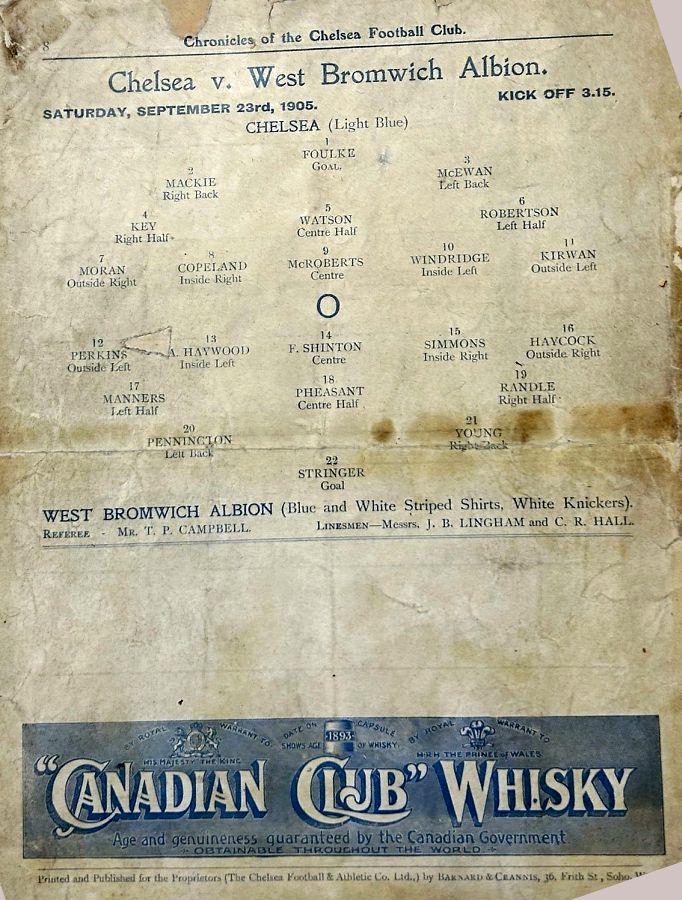 8
Chronicles of the Chelsea Football Club.
Chelsea v. West Bromwich Albion.
SATURDAY, SEPTEMBER 23rd, 1905.
KICK OFF 3.15.
CHELSEA (Light Blue)
1
FOULKE
GOAL.
2
MACKIE
Right Back
3
McEWAN
Left Back
4
KEY
Right Half
5
WATSON
Centre Half
6
ROBERTSON
Left Half
7
MORAN
Outside Right
8
COPELAND
Inside Right
9
McROBERTS
Centre
10
WINDRIDGE
Inside Left
11
KIRWAN
Outside Left
O
12
PERKINS
Outside Left
13
A. HAYWOOD
Inside Left
14
F. SHINTON
Centre
15
SIMMONS
Inside Right
16
HAYCOCK
Outside Right
17
MANNERS
Left Half
18
PHEASANT
Centre Half
19
RANDLE
Right Half
20
PENNINGTON
Left Back
21
YOUNG
Right Back
22
STRINGER
Goal
WEST BROMWICH ALBION (Blue and White Striped Shirts, White Knickers).
REFEREE - MR. T. P. CAMPBELL. LINESMEN—Messrs. J. B. LINGHAM and C. R. HALL.
BY ROYAL WARRANT TO
HIS MAJESTY THE KING
DATE ON CAPSULE
1893
SHOWS AGE OF WHISKY.
BY ROYAL WARRANT TO
H.R.H. THE PRINCE OF WALES
"CANADIAN CLUB" WHISKY
Age and genuineness guaranteed by the Canadian Government
OBTAINABLE THROUGHOUT THE WORLD
Printed and Published for the Proprietors (The Chelsea Football & Athletic Co. Ltd.,) by BARNARD & CRANNIS, 36, Frith St, Soho,